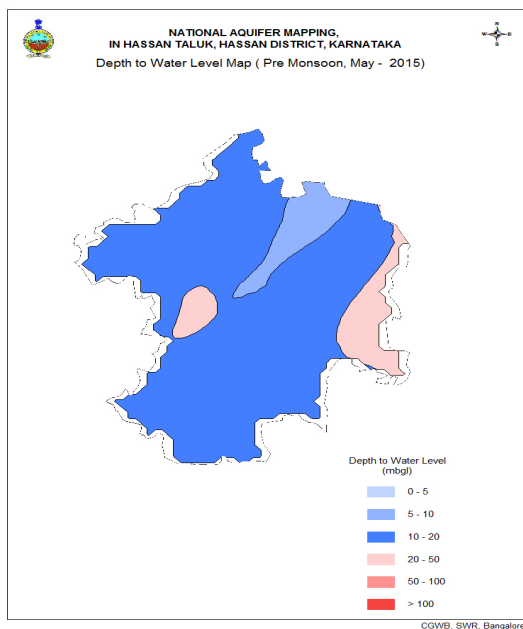 NATIONAL AQUIFER MAPPING,
IN HASSAN TALUK, HASSAN DISTRICT, KARNATAKA
Depth to Water Level Map ( Pre Monsoon, May - 2015)
N
W E
S
Depth to Water Level
(mbgl)
0 - 5
5 - 10
10 - 20
20 - 50
50 - 100
> 100
CGWB, SWR, Bangalore